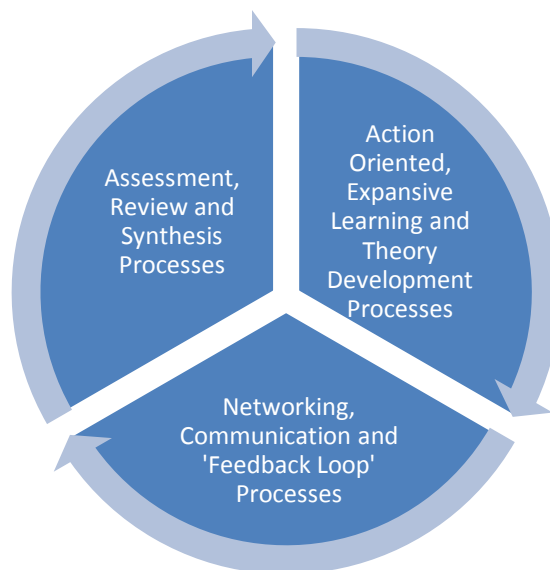 Assessment,
Review and
Synthesis
Processes
Action
Oriented,
Expansive
Learning and
Theory
Development
Processes
Networking,
Communication and
'Feedback Loop'
Processes